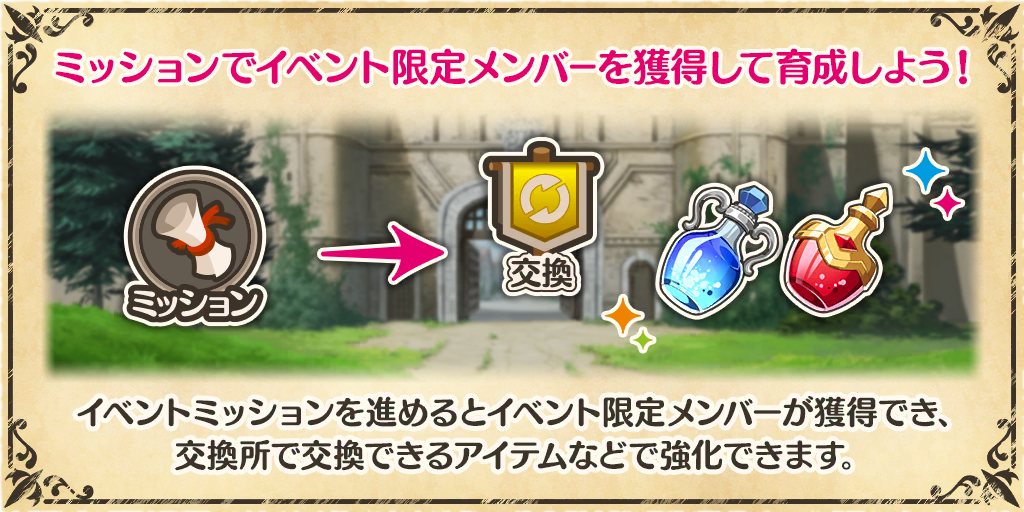 ミッションでイベント限定メンバーを獲得して育成しよう！
ミッション
交換
イベントミッションを進めるとイベント限定メンバーが獲得でき、
交換所で交換できるアイテムなどで強化できます。